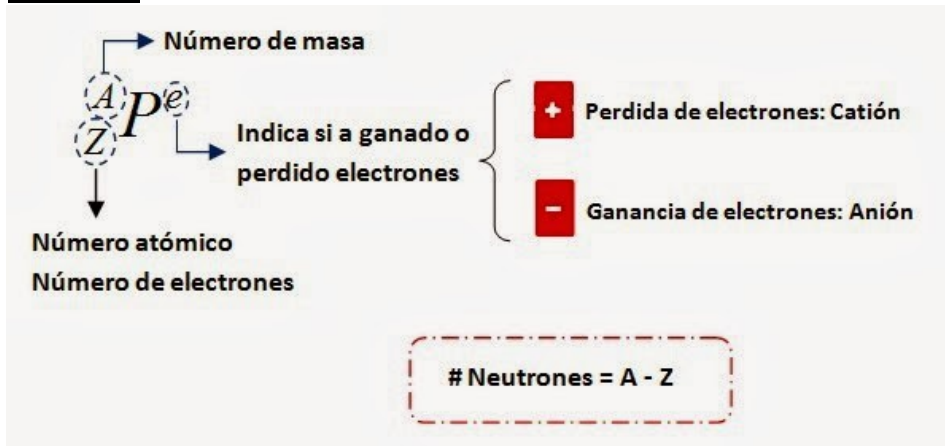 Número de masa
A
Z
P
e
Indica si a ganado o
perdido electrones
+ Perdida de electrones: Catión
- Ganancia de electrones: Anión
Número atómico
Número de electrones
# Neutrones = A - Z